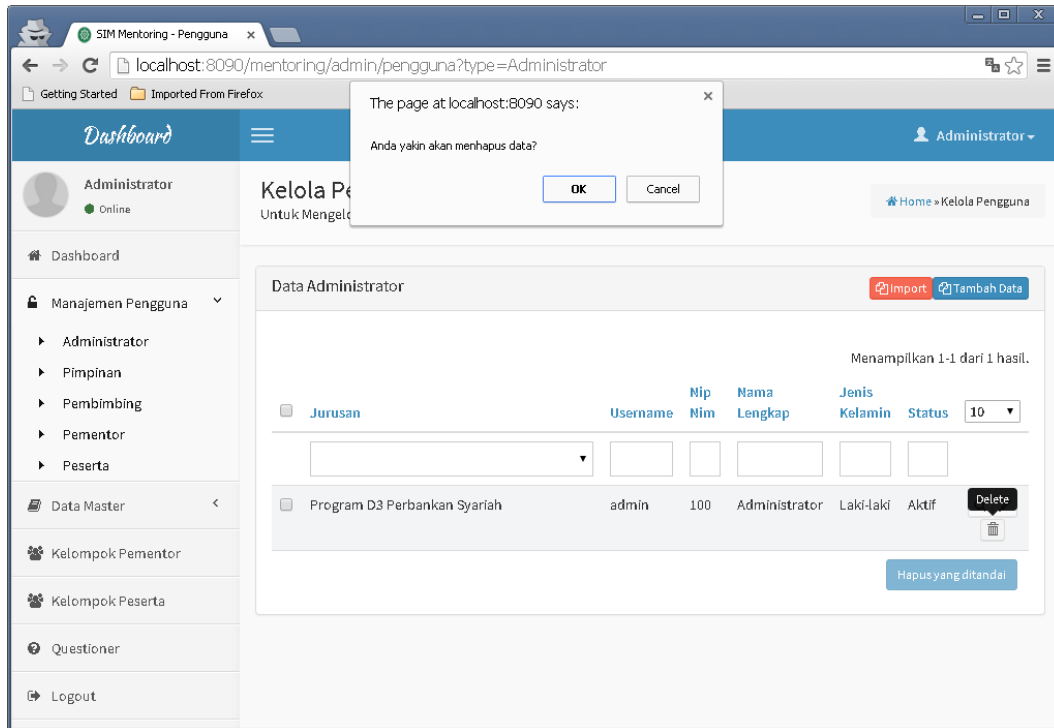 SIM Mentoring - Pengguna
localhost:8090/mentoring/admin/pengguna?type=Administrator
Getting Started Imported From Firefox
The page at localhost:8090 says:
Anda yakin akan menhapus data?
OK Cancel
Dashboard
Administrator
Administrator
Online
Kelola
Untuk
Home » Kelola Pengguna
Dashboard
Manajemen Pengguna
Administrator
Pimpinan
Pembimbing
Pementor
Peserta
Data Master
Kelompok Pementor
Kelompok Peserta
Questioner
Logout
Data Administrator
Import Tambah Data
Menampilkan 1-1 dari 1 hasil.
Jurusan Username Nip Nim Nama Lengkap Jenis Kelamin Status 10
Program D3 Perbankan Syariah admin 100 Administrator Laki-laki Aktif Delete
Hapus yang ditandai